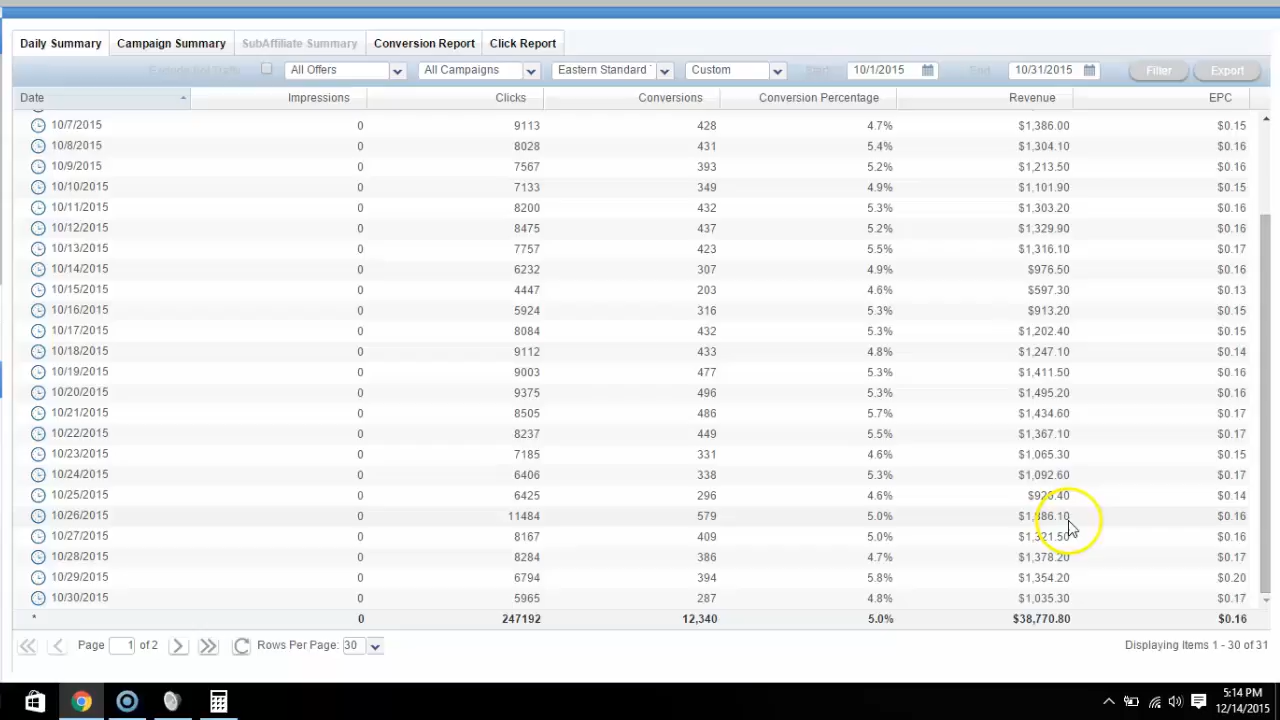 Daily Summary Campaign Summary SubAffiliate Summary Conversion Report Click Report
Exclude Bot Traffic All Offers All Campaigns Eastern Standard Custom Start: 10/1/2015 End: 10/31/2015 Filter Export
Date Impressions Clicks Conversions Conversion Percentage Revenue EPC
10/7/2015 0 9113 428 4.7% $1,386.00 $0.15
10/8/2015 0 8028 431 5.4% $1,304.10 $0.16
10/9/2015 0 7567 393 5.2% $1,213.50 $0.16
10/10/2015 0 7133 349 4.9% $1,101.90 $0.15
10/11/2015 0 8200 432 5.3% $1,303.20 $0.16
10/12/2015 0 8475 437 5.2% $1,329.90 $0.16
10/13/2015 0 7757 423 5.5% $1,316.10 $0.17
10/14/2015 0 6232 307 4.9% $976.50 $0.16
10/15/2015 0 4447 203 4.6% $597.30 $0.13
10/16/2015 0 5924 316 5.3% $913.20 $0.15
10/17/2015 0 8084 432 5.3% $1,202.40 $0.15
10/18/2015 0 9112 433 4.8% $1,247.10 $0.14
10/19/2015 0 9003 477 5.3% $1,411.50 $0.16
10/20/2015 0 9375 496 5.3% $1,495.20 $0.16
10/21/2015 0 8505 486 5.7% $1,434.60 $0.17
10/22/2015 0 8237 449 5.5% $1,367.10 $0.17
10/23/2015 0 7185 331 4.6% $1,065.30 $0.15
10/24/2015 0 6406 338 5.3% $1,092.60 $0.17
10/25/2015 0 6425 296 4.6% $0.14
10/26/2015 0 11484 579 5.0% $1,886.10 $0.16
10/27/2015 0 8167 409 5.0% $1,321.50 $0.16
10/28/2015 0 8284 386 4.7% $1,378.20 $0.17
10/29/2015 0 6794 394 5.8% $1,354.20 $0.20
10/30/2015 0 5965 287 4.8% $1,035.30 $0.17
* 0 247192 12,340 5.0% $38,770.80 $0.16
Page 1 of 2 Rows Per Page: 30 Displaying Items 1 - 30 of 31
5:14 PM
12/14/2015